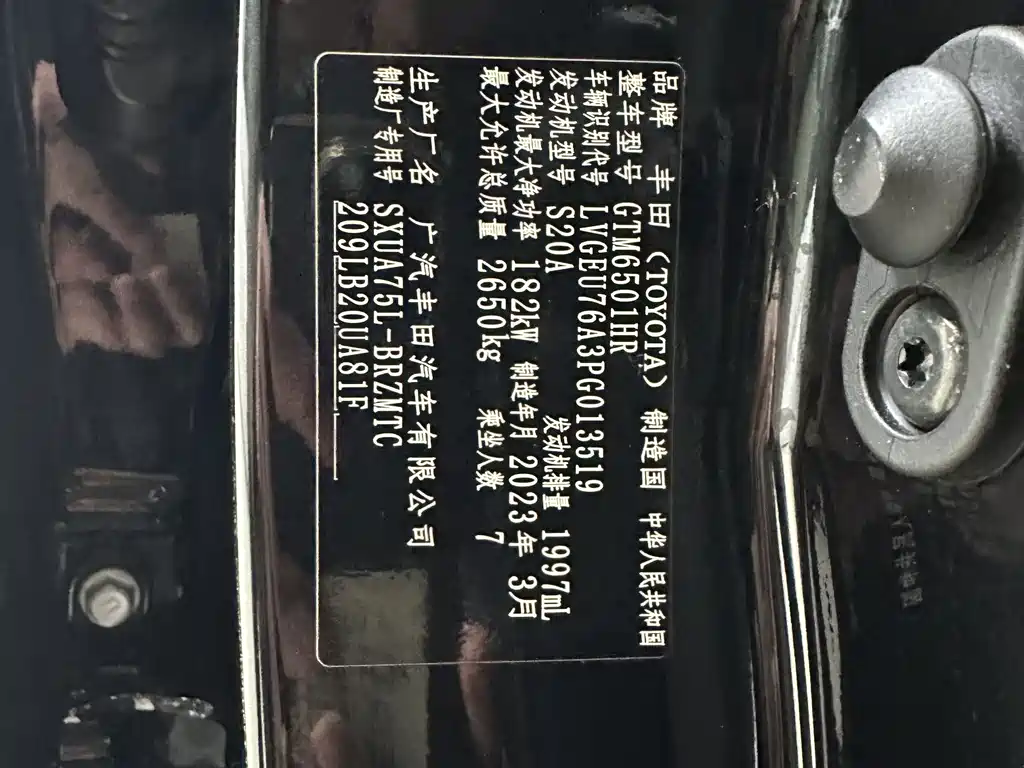 品牌 丰田（TOYOTA） 制造国 中华人民共和国
整车型号 GTM6501HR
车辆识别代号 LVGEU76A3PG013519
发动机型号 S20A 发动机排量 1997mL
发动机最大净功率 182kW 制造年月 2023年 3月
最大允许总质量 2650kg 乘坐人数 7
生产厂名 广汽丰田汽车有限公司
制造厂专用号 SXUA75L-BRZMTC
209LB20UA81F